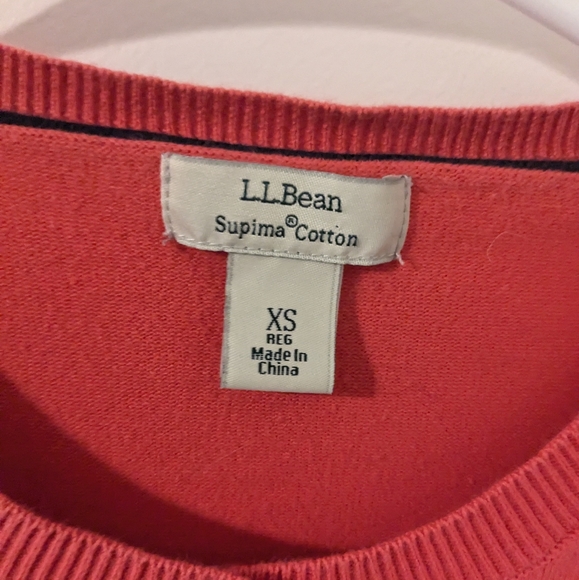 L.L.Bean
Supima® Cotton
XS
REG
Made In
China